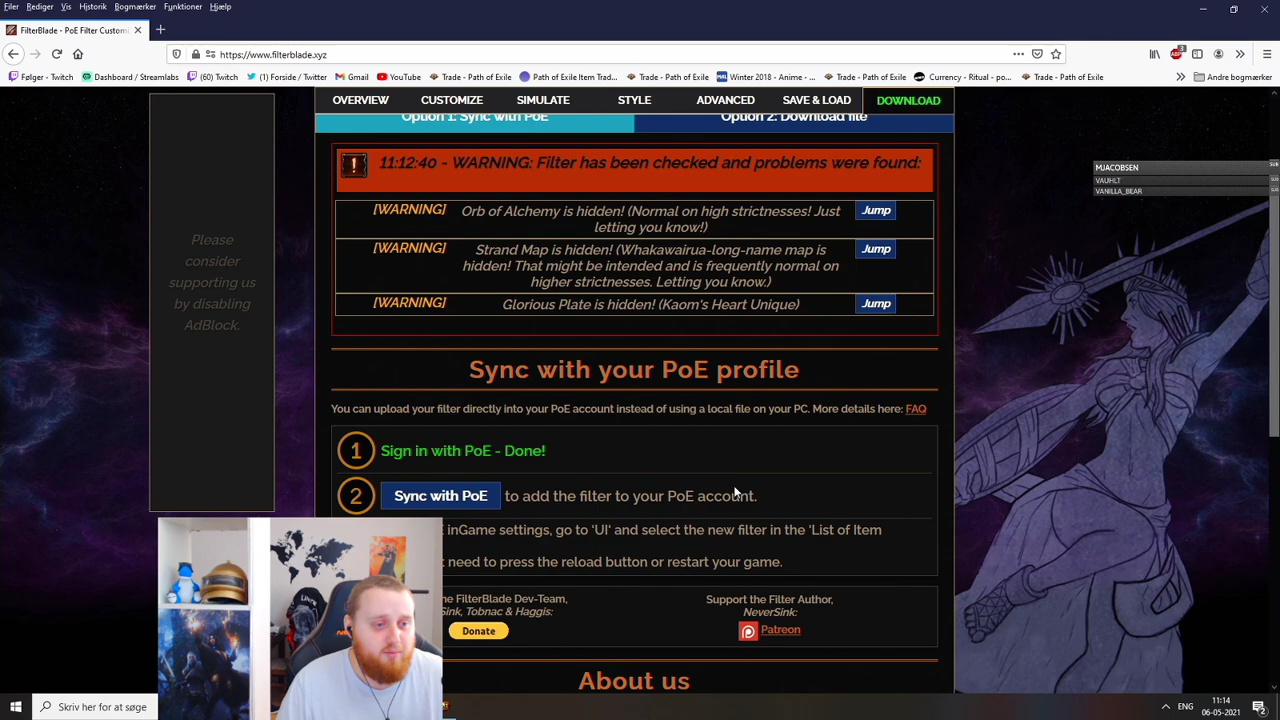 Filer Rediger Vis Historik Bogmærker Funktioner Hjælp
FilterBlade - PoE Filter Customi
https://www.filterblade.xyz
Følger - Twitch Dashboard / Streamlabs (60) Twitch (1) Forside / Twitter Gmail YouTube Trade - Path of Exile Path of Exile Item Trad... Trade - Path of Exile Winter 2018 - Anime - ... Trade - Path of Exile Currency - Ritual - po... Trade - Path of Exile Andre bogmærker
OVERVIEW CUSTOMIZE SIMULATE STYLE ADVANCED SAVE & LOAD DOWNLOAD
Option 1: Sync with PoE Option 2: Download file
11:12:40 - WARNING: Filter has been checked and problems were found:
[WARNING] Orb of Alchemy is hidden! (Normal on high strictnesses! Just Jump
letting you know!)
[WARNING] Strand Map is hidden! (Whakawairua-long-name map is Jump
hidden! That might be intended and is frequently normal on
higher strictnesses. Letting you know.)
[WARNING] Glorious Plate is hidden! (Kaom's Heart Unique) Jump
Please
consider
supporting us
by disabling
AdBlock.
MJACOBSEN
VAUHLT
VANILLA_BEAR
Sync with your PoE profile
You can upload your filter directly into your PoE account instead of using a local file on your PC. More details here: FAQ
1 Sign in with PoE - Done!
2 Sync with PoE to add the filter to your PoE account.
inGame settings, go to 'UI' and select the new filter in the 'List of Item
need to press the reload button or restart your game.
FilterBlade Dev-Team,
Tobnac & Haggis:
Donate
Support the Filter Author,
NeverSink:
Patreon
About us
Skriv her for at søge
ENG 11:14
06-05-2021
2